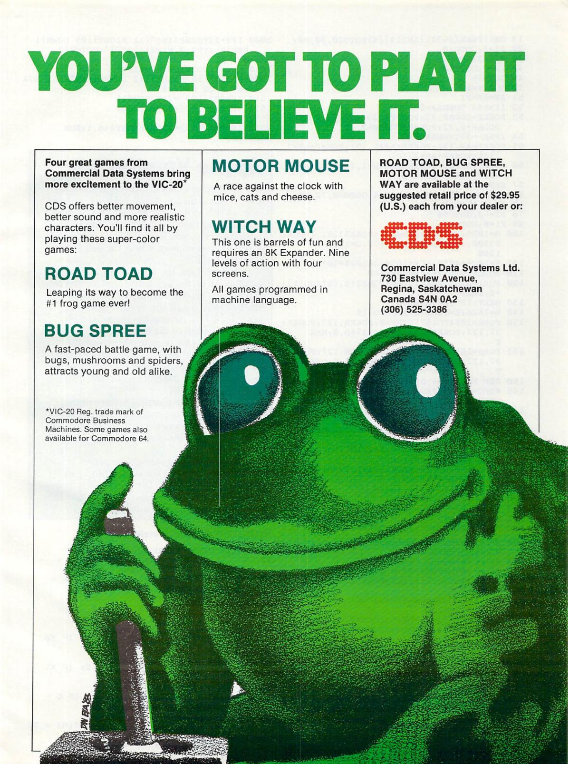 YOU'VE GOT TO PLAY IT
TO BELIEVE IT.
Four great games from
Commercial Data Systems bring
more excitement to the VIC-20*
CDS offers better movement,
better sound and more realistic
characters. You'll find it all by
playing these super-color
games:
ROAD TOAD
Leaping its way to become the
#1 frog game ever!
BUG SPREE
A fast-paced battle game, with
bugs, mushrooms and spiders,
attracts young and old alike.
*VIC-20 Reg. trade mark of
Commodore Business
Machines. Some games also
available for Commodore 64.
MOTOR MOUSE
A race against the clock with
mice, cats and cheese.
WITCH WAY
This one is barrels of fun and
requires an 8K Expander. Nine
levels of action with four
screens.
All games programmed in
machine language.
ROAD TOAD, BUG SPREE,
MOTOR MOUSE and WITCH
WAY are available at the
suggested retail price of $29.95
(U.S.) each from your dealer or:
CDS
Commercial Data Systems Ltd.
730 Eastview Avenue,
Regina, Saskatchewan
Canada S4N 0A2
(306) 525-3386